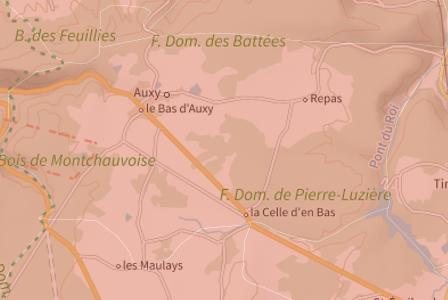 B. des Feuillies
F. Dom. des Battées
Auxy
le Bas d'Auxy
Repas
Pont du Roi
Bois de Montchauvoise
F. Dom. de Pierre-Luzière
la Celle d'en Bas
les Maulays